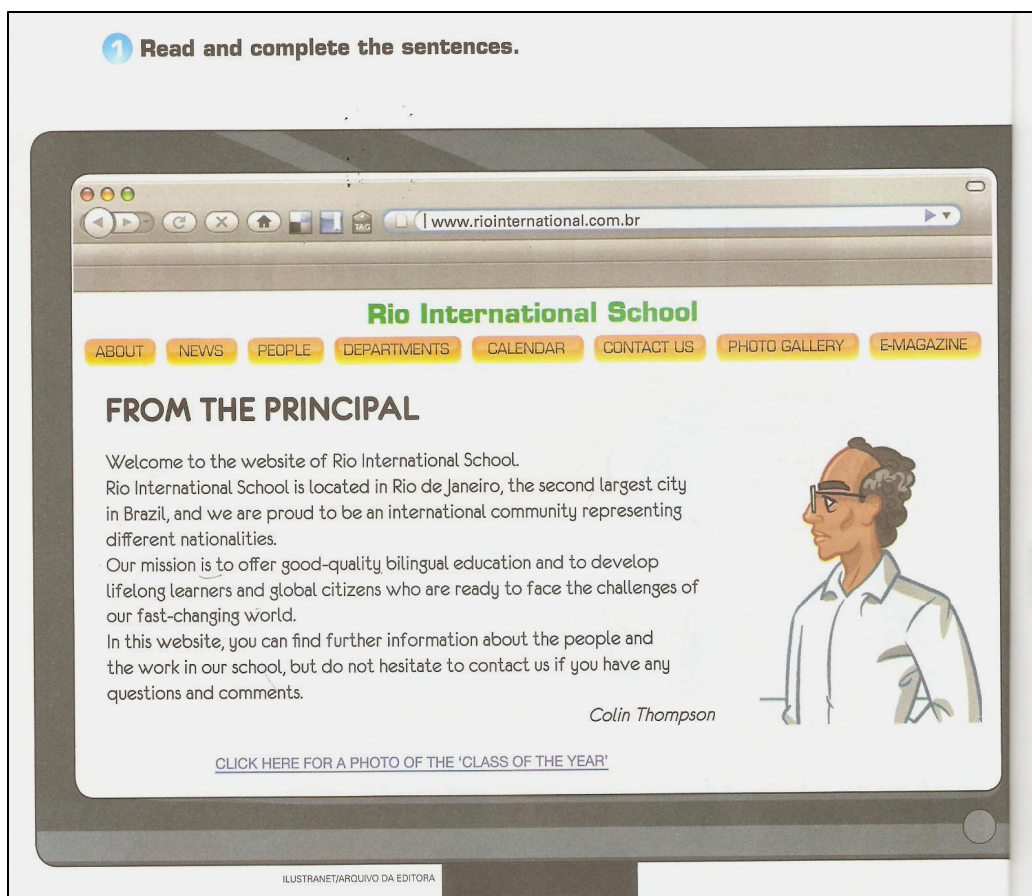 1 Read and complete the sentences.
TAG
www.riointernational.com.br
Rio International School
ABOUT NEWS PEOPLE DEPARTMENTS CALENDAR CONTACT US PHOTO GALLERY E-MAGAZINE
FROM THE PRINCIPAL
Welcome to the website of Rio International School.
Rio International School is located in Rio de Janeiro, the second largest city
in Brazil, and we are proud to be an international community representing
different nationalities.
Our mission is to offer good-quality bilingual education and to develop
lifelong learners and global citizens who are ready to face the challenges of
our fast-changing world.
In this website, you can find further information about the people and
the work in our school, but do not hesitate to contact us if you have any
questions and comments.
Colin Thompson
CLICK HERE FOR A PHOTO OF THE 'CLASS OF THE YEAR'
ILUSTRANET/ARQUIVO DA EDITORA